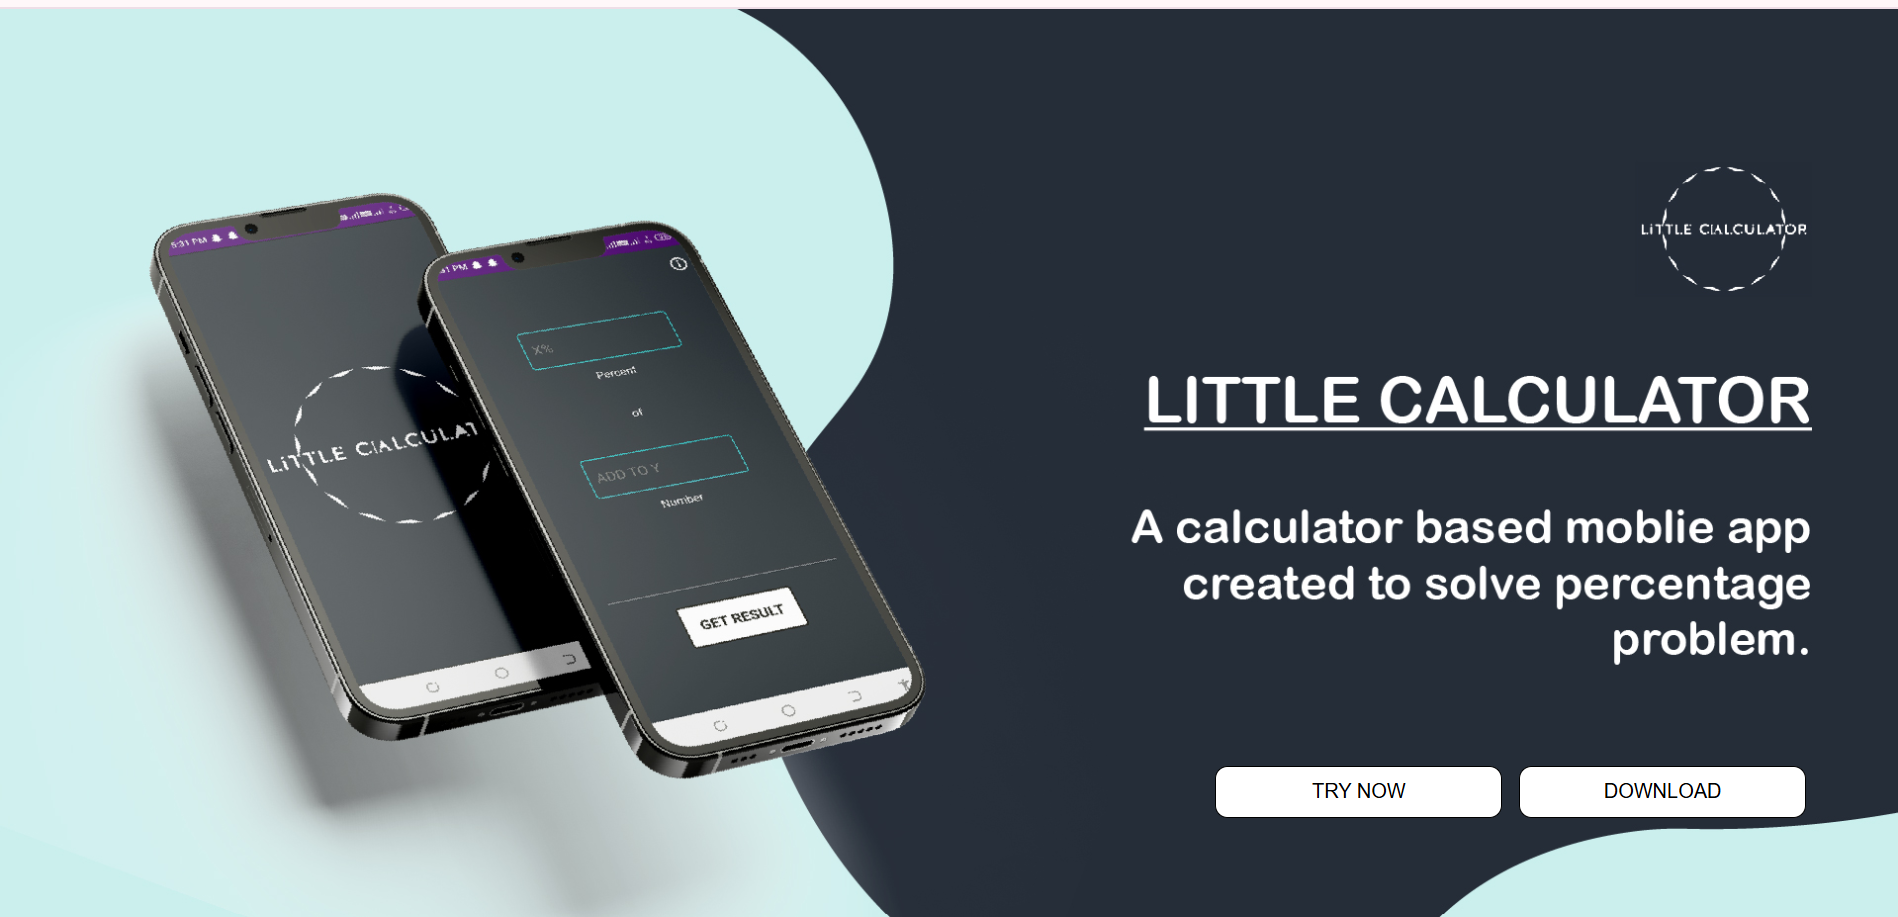 5:31 PM
LiTTLE CIALCULAT
PM
X%
Percent
of
ADD TO Y
Number
GET RESULT
LiTTLE CIALCULATOR
LITTLE CALCULATOR
A calculator based moblie app
created to solve percentage
problem.
TRY NOW
DOWNLOAD